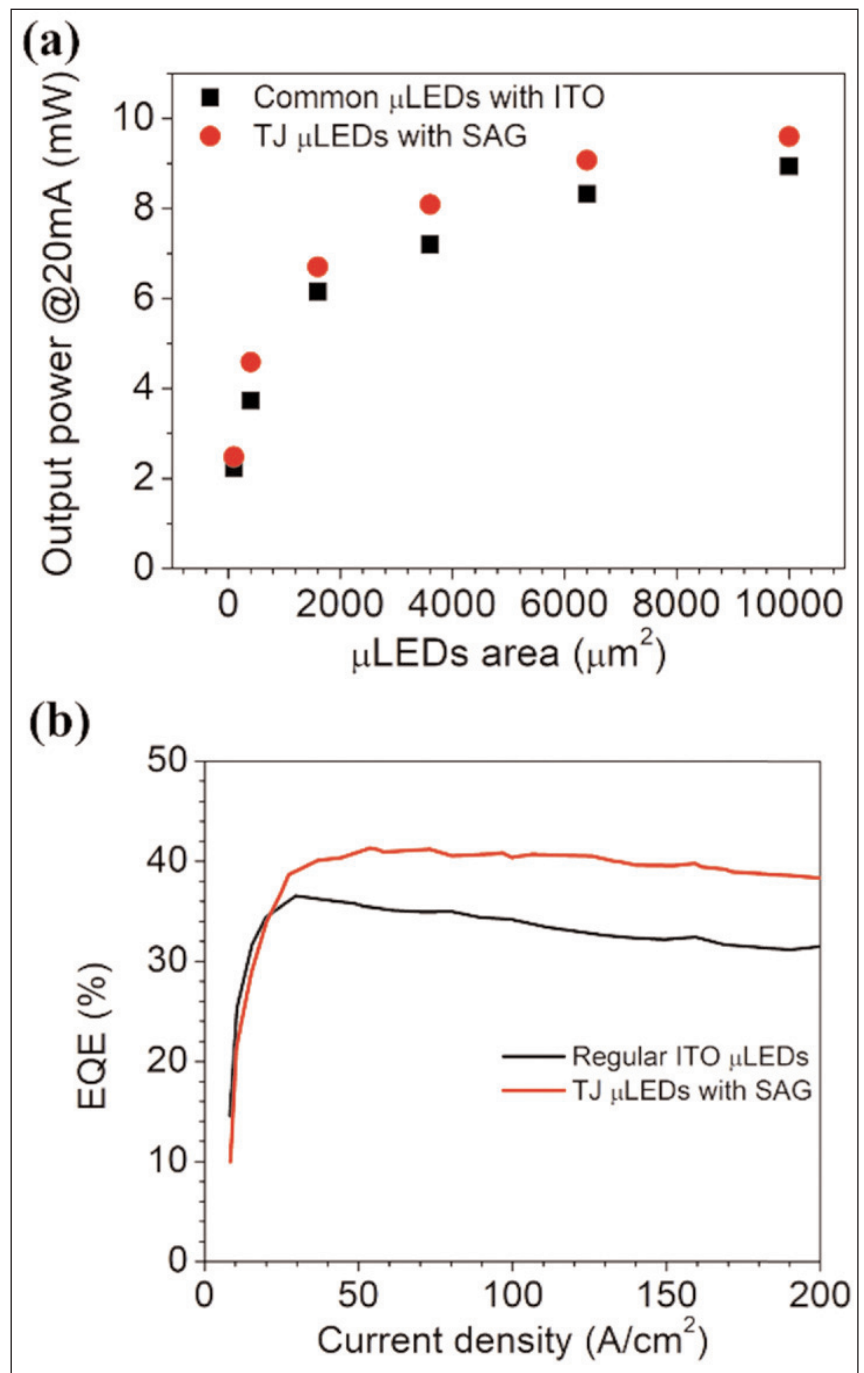 (a)
Output power @20mA (mW)
10
8
6
4
2
0
Common μLEDs with ITO
TJ μLEDs with SAG
0 2000 4000 6000 8000 10000
μLEDs area (μm²)
(b)
EQE (%)
50
40
30
20
10
0
Regular ITO μLEDs
TJ μLEDs with SAG
0 50 100 150 200
Current density (A/cm²)